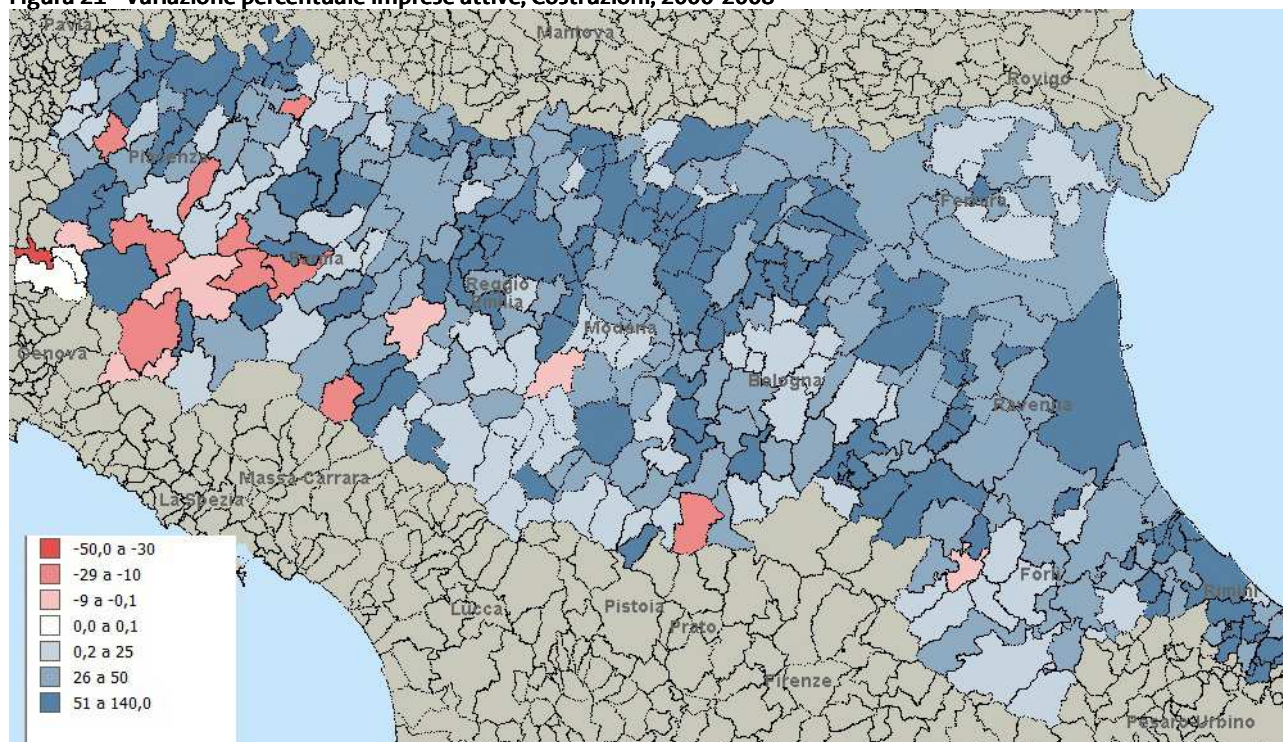 Figura 21 - Variazione percentuale imprese attive, Costruzioni, 2000-2008
Pavia
Mantova
Rovigo
Piacenza
Ferrara
Parma
Reggio
Emilia
Modena
Genova
Bologna
Ravenna
Massa-Carrara
La Spezia
Forlì
Rimini
Lucca
Pistoia
Prato
Firenze
Pesaro-Urbino
-50,0 a -30
-29 a -10
-9 a -0,1
0,0 a 0,1
0,2 a 25
26 a 50
51 a 140,0